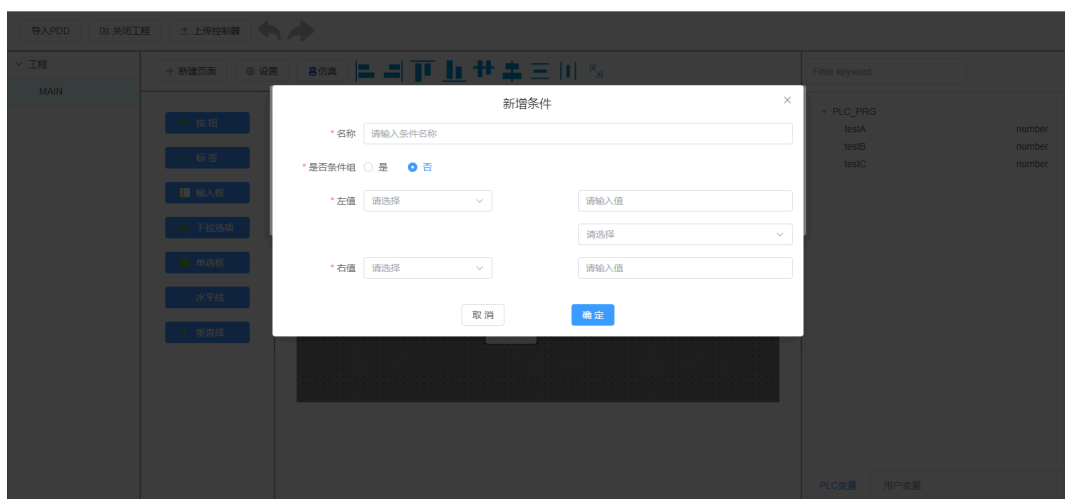 导入PDD 关闭工程 上传控制器
工程
MAIN
+ 新建页面 设置 仿真
按 钮
标 签
输入框
下拉选项
单选框
水平线
垂直线
新增条件
* 名称 请输入条件名称
* 是否条件组 是 否
* 左值 请选择 请输入值
请选择
* 右值 请选择 请输入值
取 消 确 定
Filter keyword
PLC_PRG
testA number
testB number
testC number
PLC变量 用户变量